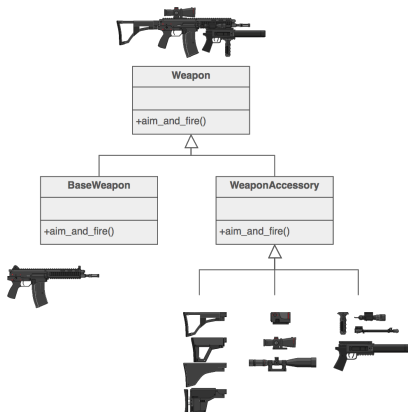 Weapon
+aim_and_fire()
BaseWeapon
WeaponAccessory
+aim_and_fire()
+aim_and_fire()